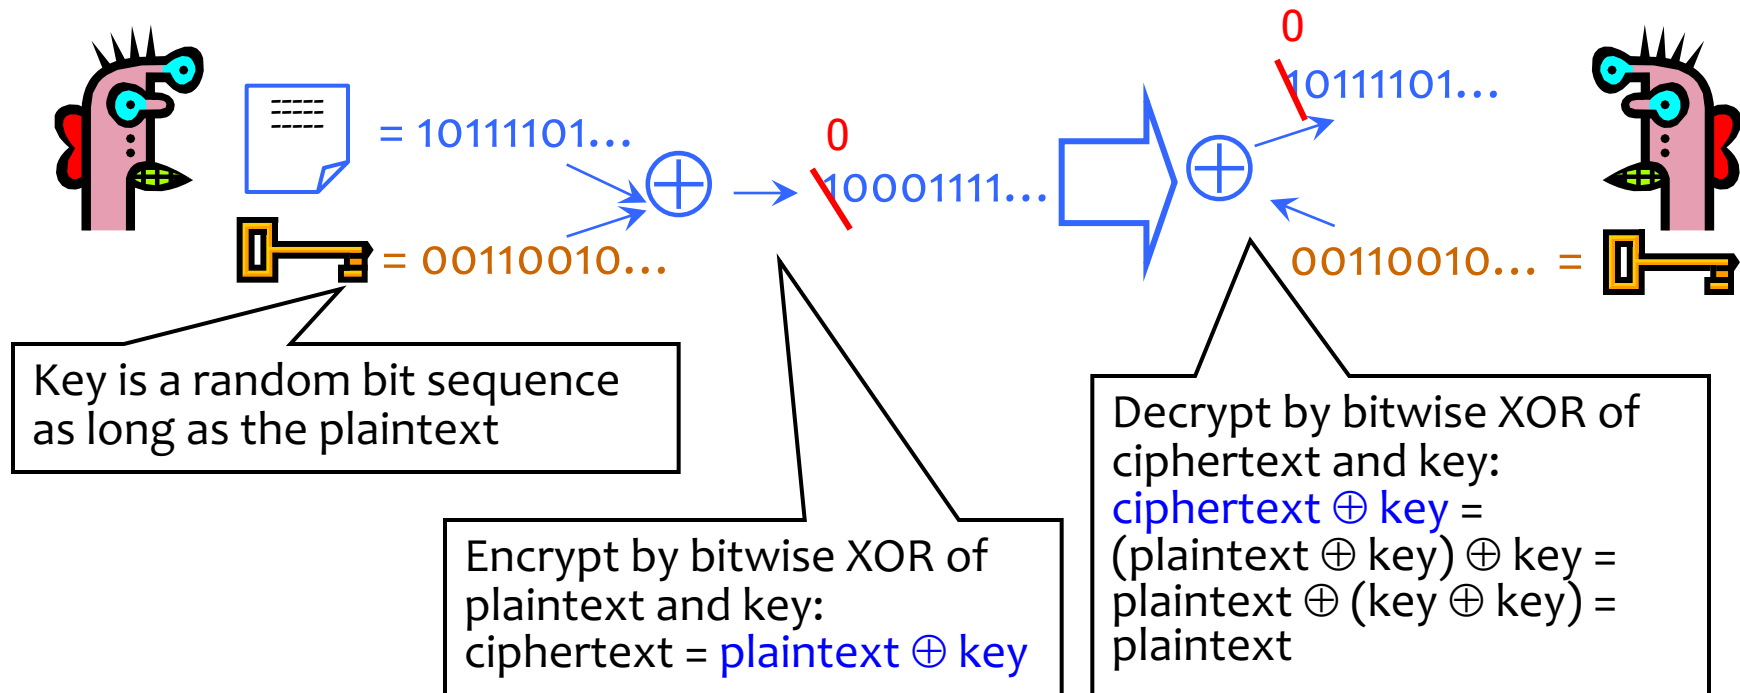 0
10111101...
= 10111101...
0
10001111...
= 00110010...
00110010... =
Key is a random bit sequence
as long as the plaintext
Encrypt by bitwise XOR of
plaintext and key:
ciphertext = plaintext ⊕ key
Decrypt by bitwise XOR of
ciphertext and key:
ciphertext ⊕ key =
(plaintext ⊕ key) ⊕ key =
plaintext ⊕ (key ⊕ key) =
plaintext